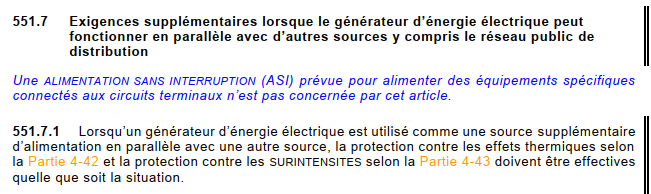 551.7 Exigences supplémentaires lorsque le générateur d’énergie électrique peut
fonctionner en parallèle avec d’autres sources y compris le réseau public de
distribution
Une ALIMENTATION SANS INTERRUPTION (ASI) prévue pour alimenter des équipements spécifiques
connectés aux circuits terminaux n’est pas concernée par cet article.
551.7.1 Lorsqu’un générateur d’énergie électrique est utilisé comme une source supplémentaire
d’alimentation en parallèle avec une autre source, la protection contre les effets thermiques selon
la Partie 4-42 et la protection contre les SURINTENSITES selon la Partie 4-43 doivent être effectives
quelle que soit la situation.